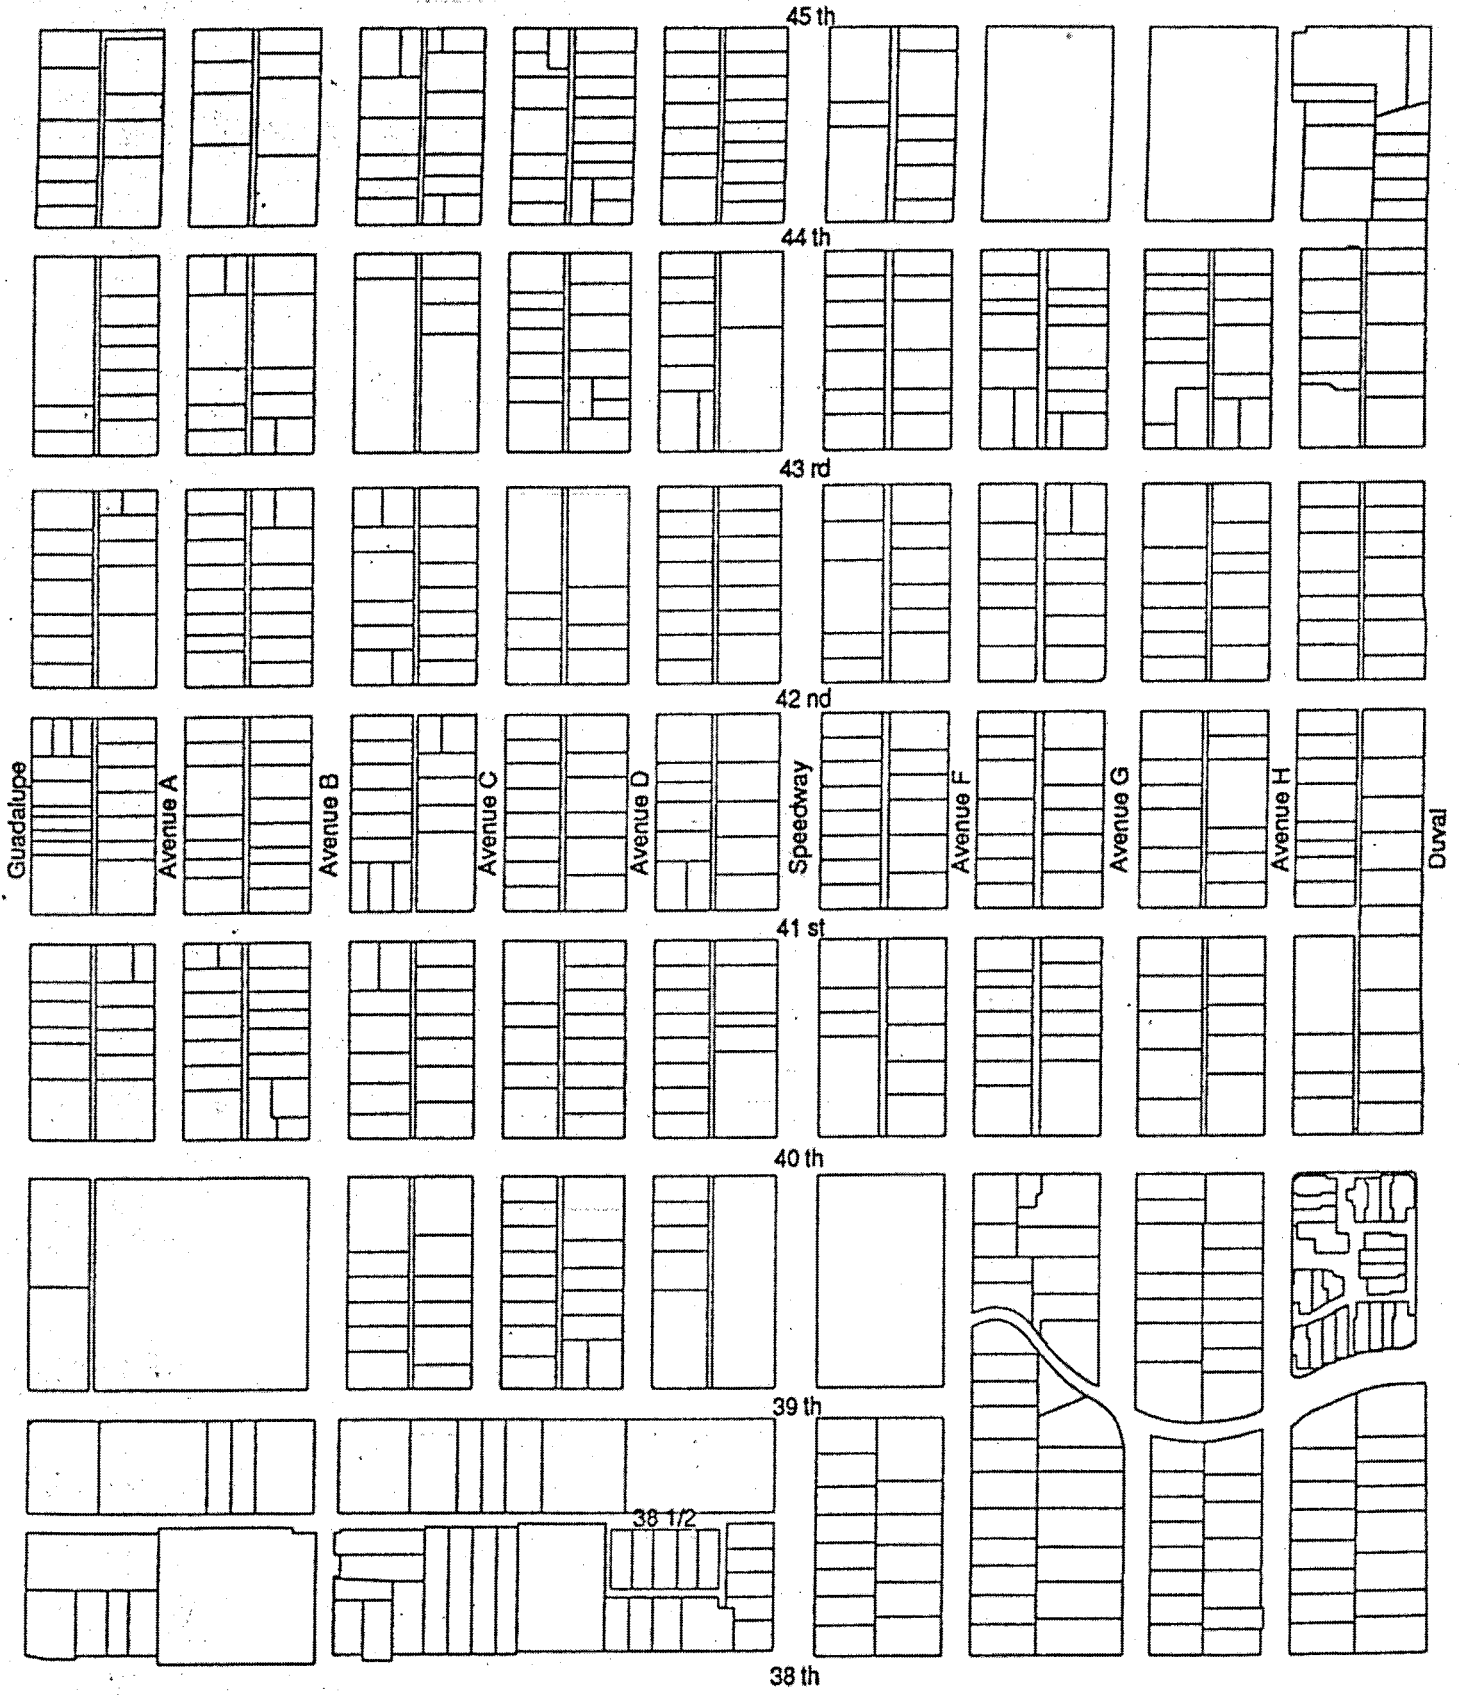 45 th
44 th
43 rd
42 nd
Guadalupe
Avenue A
Avenue B
Avenue C
Avenue D
Speedway
Avenue F
Avenue G
Avenue H
Duval
41 st
40 th
39 th
38 1/2
38 th